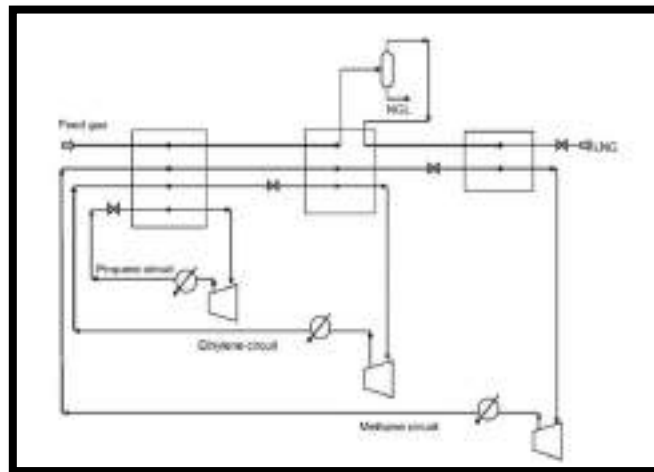 Feed gas
NGL
LNG
Propane circuit
Ethylene circuit
Methane circuit